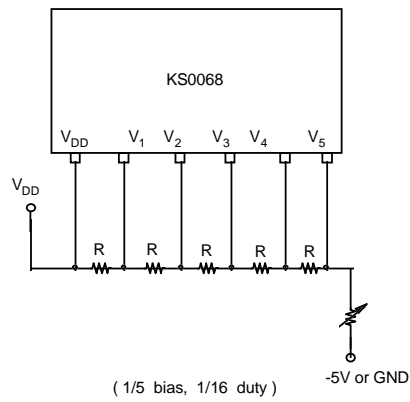 KS0068
VDD V1 V2 V3 V4 V5
VDD
R R R R R
-5V or GND
( 1/5 bias, 1/16 duty )